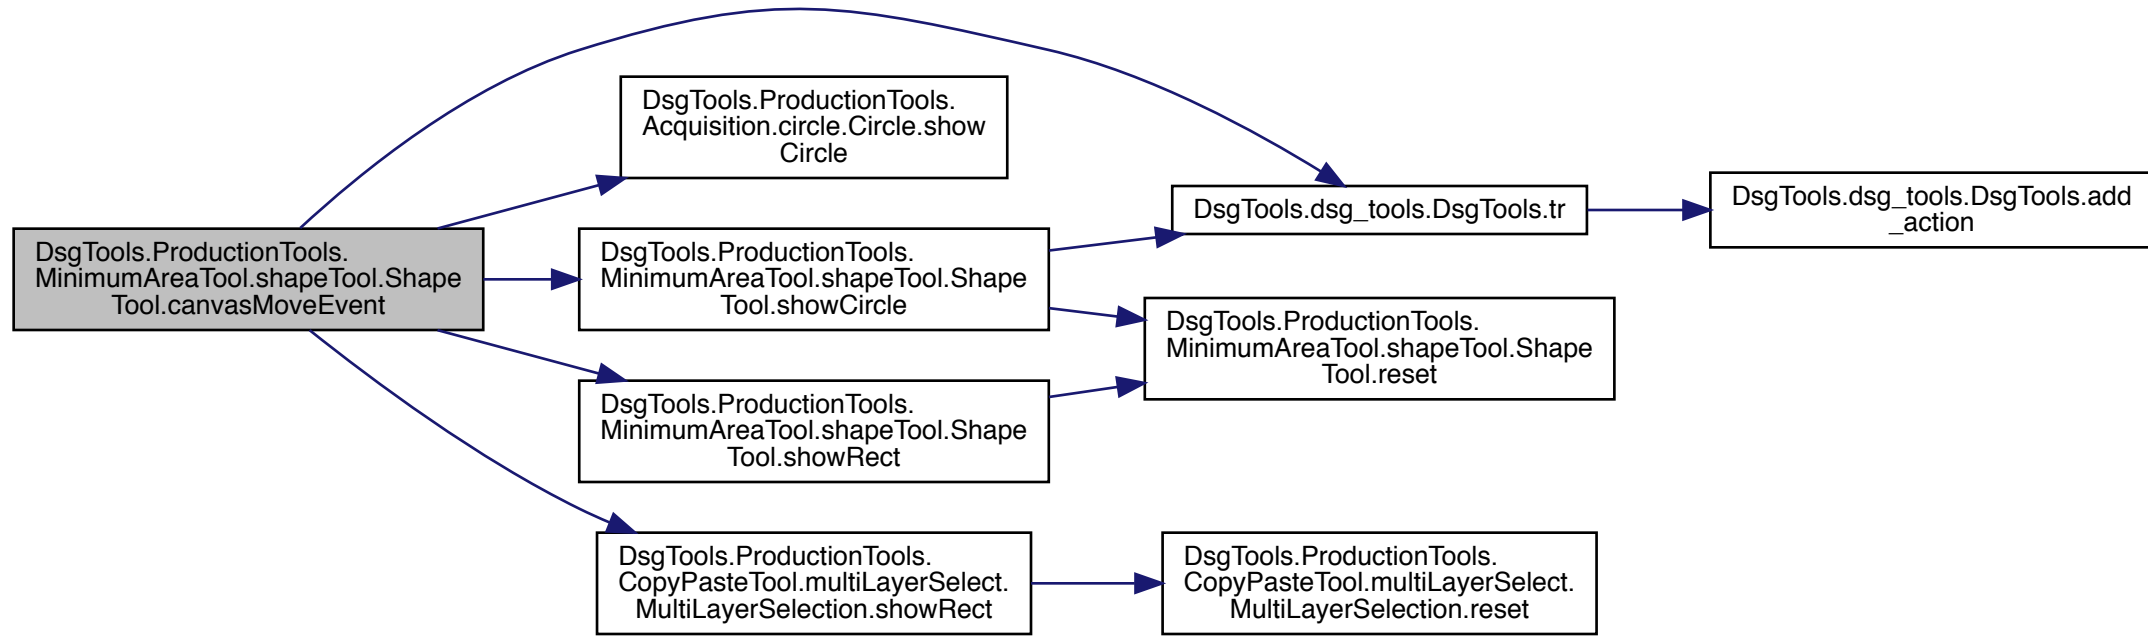 DsgTools.ProductionTools.
MinimumAreaTool.shapeTool.Shape
Tool.canvasMoveEvent
DsgTools.ProductionTools.
Acquisition.circle.Circle.show
Circle
DsgTools.ProductionTools.
MinimumAreaTool.shapeTool.Shape
Tool.showCircle
DsgTools.ProductionTools.
MinimumAreaTool.shapeTool.Shape
Tool.showRect
DsgTools.ProductionTools.
CopyPasteTool.multiLayerSelect.
MultiLayerSelection.showRect
DsgTools.dsg_tools.DsgTools.tr
DsgTools.ProductionTools.
MinimumAreaTool.shapeTool.Shape
Tool.reset
DsgTools.ProductionTools.
CopyPasteTool.multiLayerSelect.
MultiLayerSelection.reset
DsgTools.dsg_tools.DsgTools.add
_action